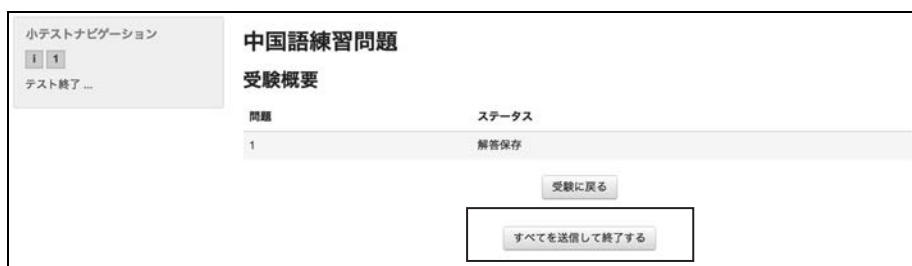 小テストナビゲーション
i 1
テスト終了 ...
中国語練習問題
受験概要
問題 ステータス
1 解答保存
受験に戻る
すべてを送信して終了する